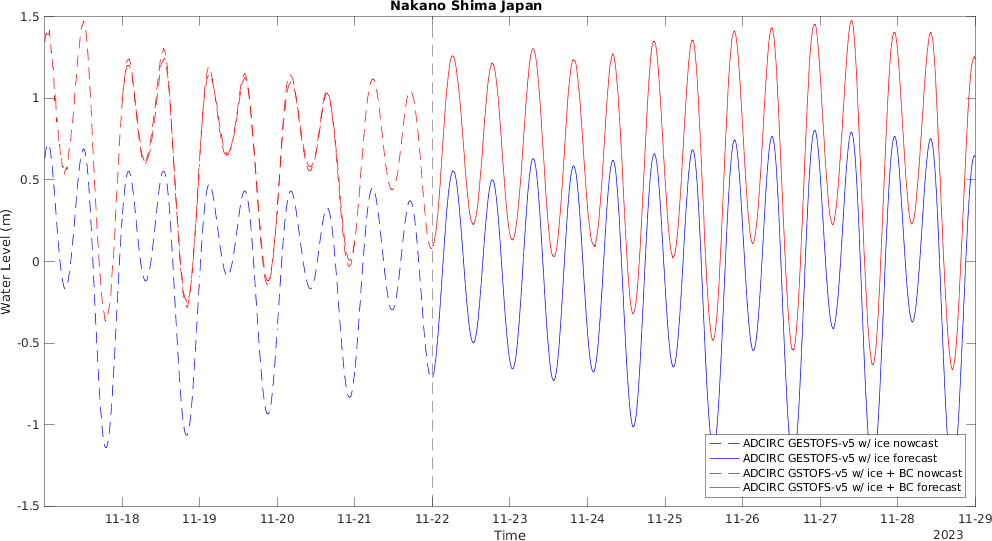 Nakano Shima Japan
1.5
1
0.5
0
-0.5
-1
-1.5
Water Level (m)
11-18 11-19 11-20 11-21 11-22 11-23 11-24 11-25 11-26 11-27 11-28 11-29
Time
2023
ADCIRC GESTOFS-v5 w/ ice nowcast
ADCIRC GESTOFS-v5 w/ ice forecast
ADCIRC GSTOFS-v5 w/ ice + BC nowcast
ADCIRC GSTOFS-v5 w/ ice + BC forecast